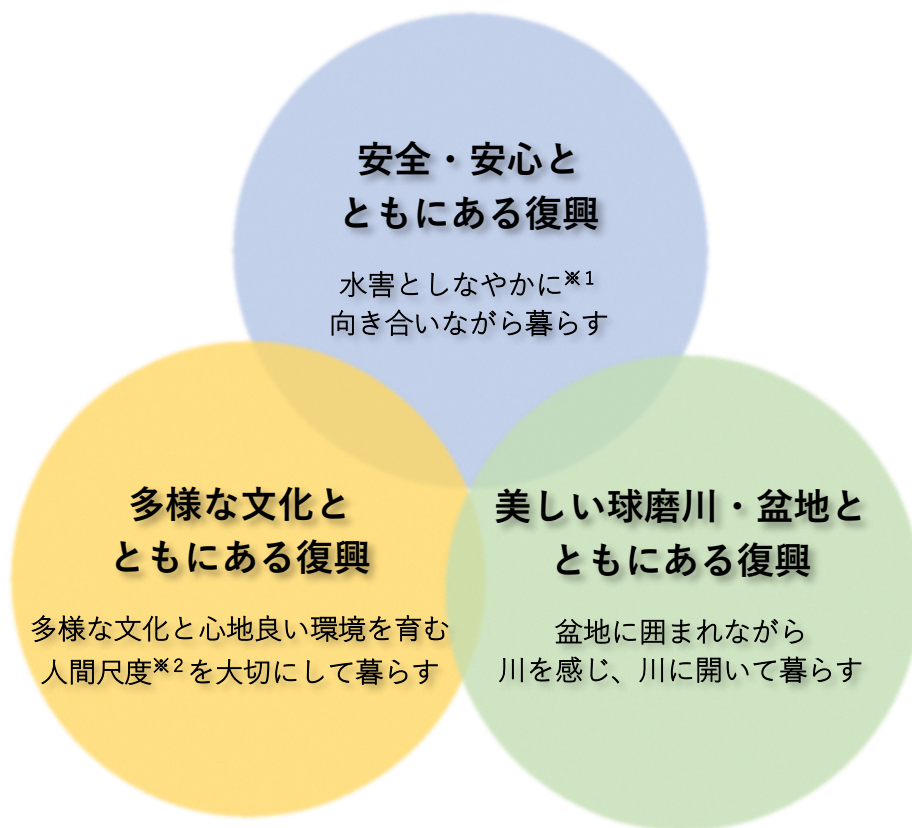 安全・安心と
ともにある復興
水害としなやかに※1
向き合いながら暮らす
多様な文化と
ともにある復興
多様な文化と心地良い環境を育む
人間尺度※2を大切にして暮らす
美しい球磨川・盆地と
ともにある復興
盆地に囲まれながら
川を感じ、川に開いて暮らす